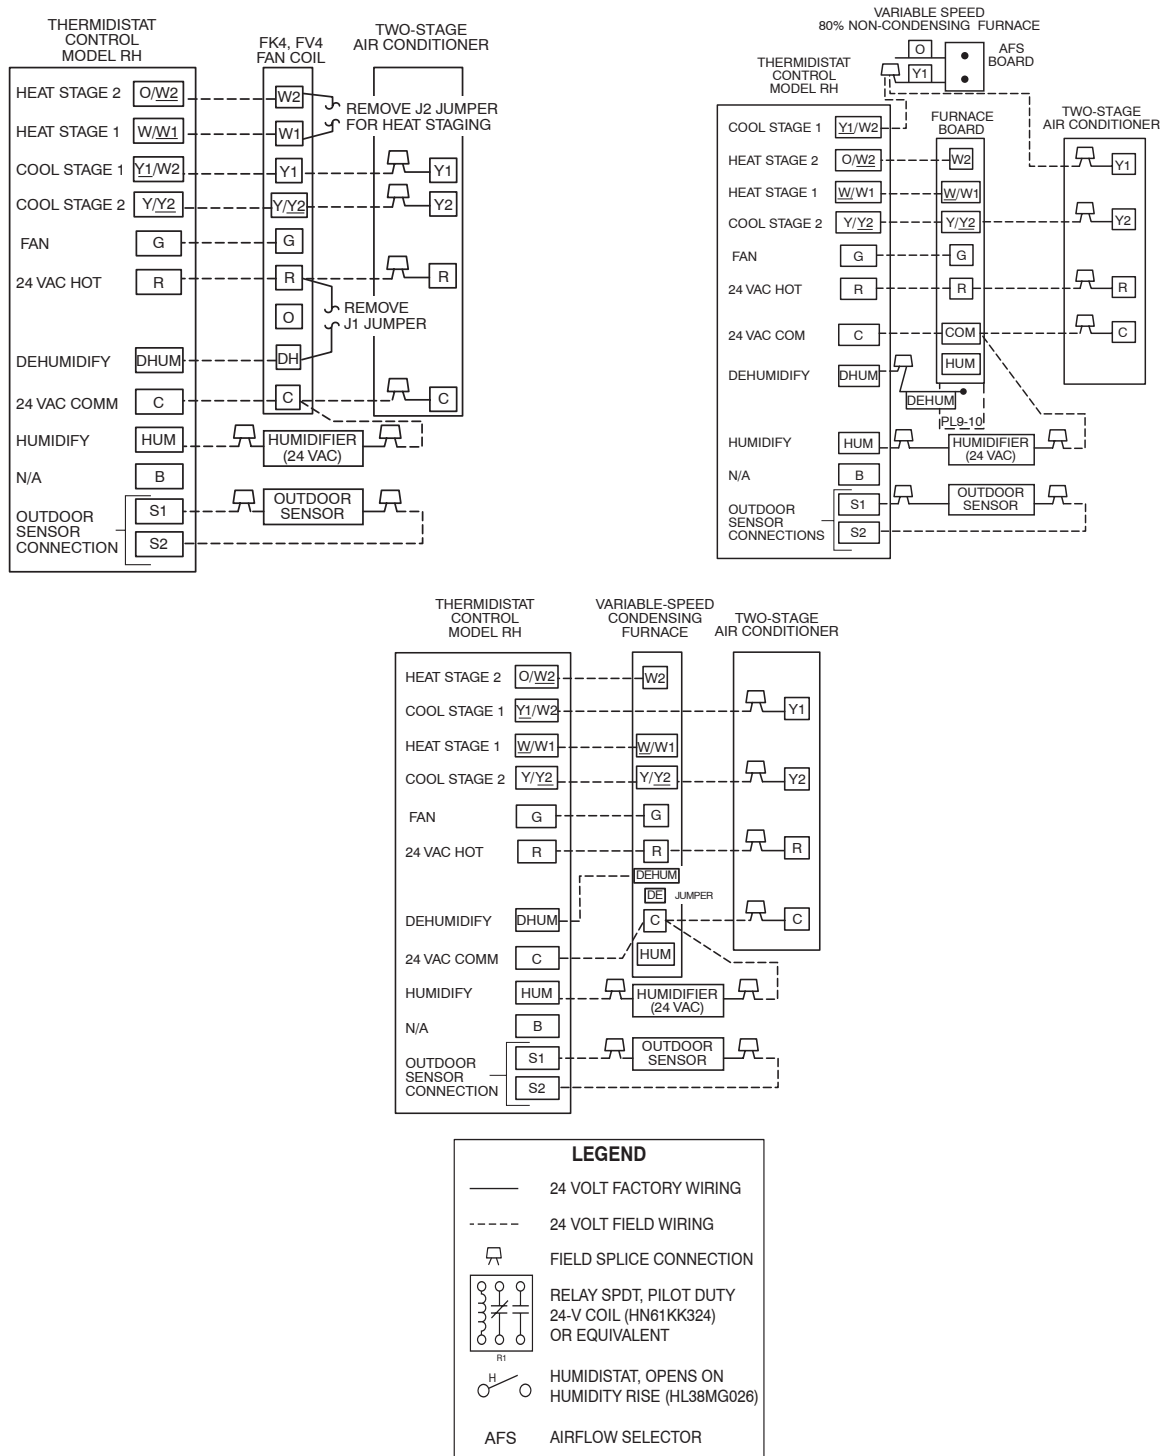 THERMIDISTAT
CONTROL
MODEL RH
FK4, FV4
FAN COIL
TWO-STAGE
AIR CONDITIONER
HEAT STAGE 2
O/W2
W2
REMOVE J2 JUMPER
FOR HEAT STAGING
HEAT STAGE 1
W/W1
W1
COOL STAGE 1
Y1/W2
Y1
Y1
COOL STAGE 2
Y/Y2
Y/Y2
Y2
FAN
G
G
24 VAC HOT
R
R
R
O
REMOVE
J1 JUMPER
DEHUMIDIFY
DHUM
DH
24 VAC COMM
C
C
C
HUMIDIFY
HUM
HUMIDIFIER
(24 VAC)
N/A
B
OUTDOOR
SENSOR
CONNECTION
S1
S2
OUTDOOR
SENSOR
VARIABLE SPEED
80% NON-CONDENSING FURNACE
O
Y1
AFS
BOARD
THERMIDISTAT
CONTROL
MODEL RH
FURNACE
BOARD
TWO-STAGE
AIR CONDITIONER
COOL STAGE 1
Y1/W2
Y1
HEAT STAGE 2
O/W2
W2
HEAT STAGE 1
W/W1
W/W1
COOL STAGE 2
Y/Y2
Y/Y2
Y2
FAN
G
G
24 VAC HOT
R
R
R
24 VAC COM
C
COM
C
HUM
DEHUMIDIFY
DHUM
DEHUM
PL9-10
HUMIDIFY
HUM
HUMIDIFIER
(24 VAC)
N/A
B
OUTDOOR
SENSOR
CONNECTIONS
S1
S2
OUTDOOR
SENSOR
THERMIDISTAT
CONTROL
MODEL RH
VARIABLE-SPEED
CONDENSING
FURNACE
TWO-STAGE
AIR CONDITIONER
HEAT STAGE 2
O/W2
W2
COOL STAGE 1
Y1/W2
Y1
HEAT STAGE 1
W/W1
W/W1
COOL STAGE 2
Y/Y2
Y/Y2
Y2
FAN
G
G
24 VAC HOT
R
R
R
DEHUM
DE
JUMPER
DEHUMIDIFY
DHUM
C
C
24 VAC COMM
C
HUM
HUMIDIFY
HUM
HUMIDIFIER
(24 VAC)
N/A
B
OUTDOOR
SENSOR
CONNECTION
S1
S2
OUTDOOR
SENSOR
LEGEND
24 VOLT FACTORY WIRING
24 VOLT FIELD WIRING
FIELD SPLICE CONNECTION
RELAY SPDT, PILOT DUTY
24-V COIL (HN61KK324)
OR EQUIVALENT
R1
H
HUMIDISTAT, OPENS ON
HUMIDITY RISE (HL38MG026)
AFS
AIRFLOW SELECTOR